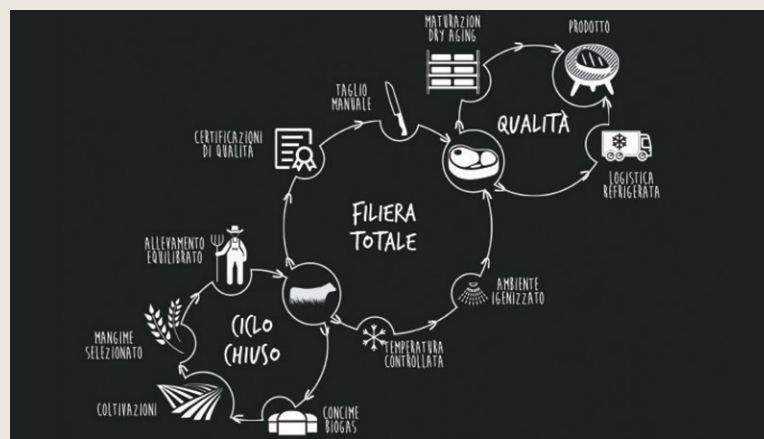 MATURAZION
DRY AGING
PRODOTTO
TAGLIO
MANUALE
QUALITÀ
CERTIFICAZIONI
DI QUALITÀ
LOGISTICA
REFRIGERATA
FILIERA
TOTALE
ALLEVAMENTO
EQUILIBRATO
AMBIENTE
IGENIZZATO
CICLO
CHIUSO
MANGIME
SELEZIONATO
TEMPERATURA
CONTROLLATA
COLTIVAZIONI
CONCIME
BIOGAS